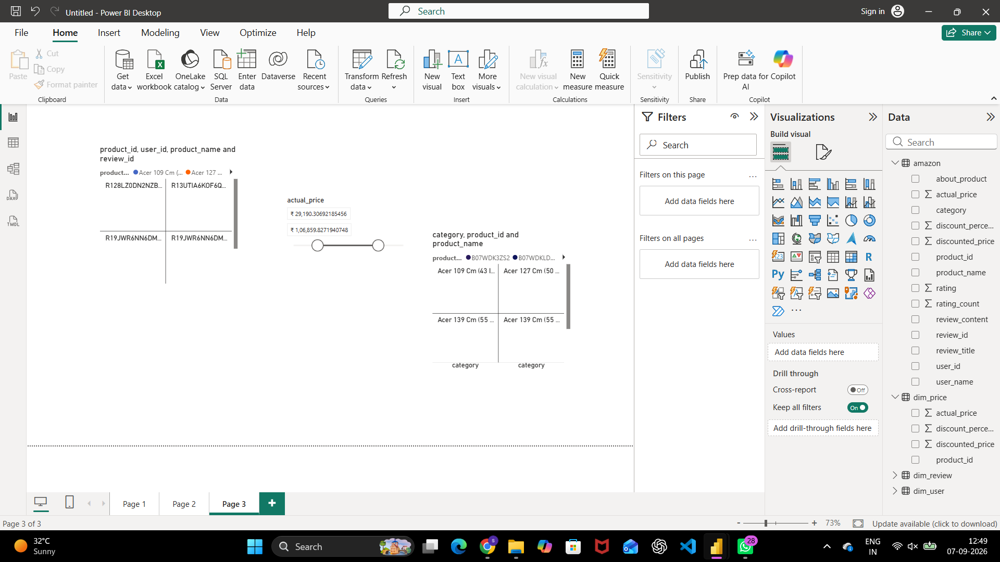 Untitled - Power BI Desktop
Search
Sign in
File
Home
Insert
Modeling
View
Optimize
Help
Share
Paste
Cut
Copy
Format painter
Clipboard
Get data
Excel workbook
OneLake catalog
SQL Server
Enter data
Dataverse
Recent sources
Data
Transform data
Refresh
Queries
New visual
Text box
More visuals
Insert
New visual calculation
New measure
Quick measure
Calculations
Sensitivity
Sensitivity
Publish
Share
Prep data for AI
Copilot
Copilot
product_id, user_id, product_name and
review_id
product... Acer 109 Cm (... Acer 127 ...
R128LZ0DN2NZB... R13UTIA6KOF6Q...
R19JWR6NN6DM... R19JWR6NN6DM...
actual_price
₹ 29,190.30692185456
₹ 1,06,859.8271940748
category, product_id and
product_name
product... B07WDK3ZS2 B07WDKLD...
Acer 109 Cm (43 I... Acer 127 Cm (50 ...
Acer 139 Cm (55 ... Acer 139 Cm (55 ...
category category
Filters
Search
Filters on this page ...
Add data fields here
Filters on all pages ...
Add data fields here
Visualizations
Build visual
123
R
Py
...
Values
Add data fields here
Drill through
Cross-report Off
Keep all filters On
Add drill-through fields here
Data
Search
amazon
about_product
actual_price
category
discount_perce...
discounted_price
product_id
product_name
rating
rating_count
review_content
review_id
review_title
user_id
user_name
dim_price
actual_price
discount_perce...
discounted_price
product_id
dim_review
dim_user
DAX
TMDL
Page 1
Page 2
Page 3
+
Page 3 of 3
- + 73%
Update available (click to download)
32°C
Sunny
Search
28
ENG
IN
12:49
07-09-2026